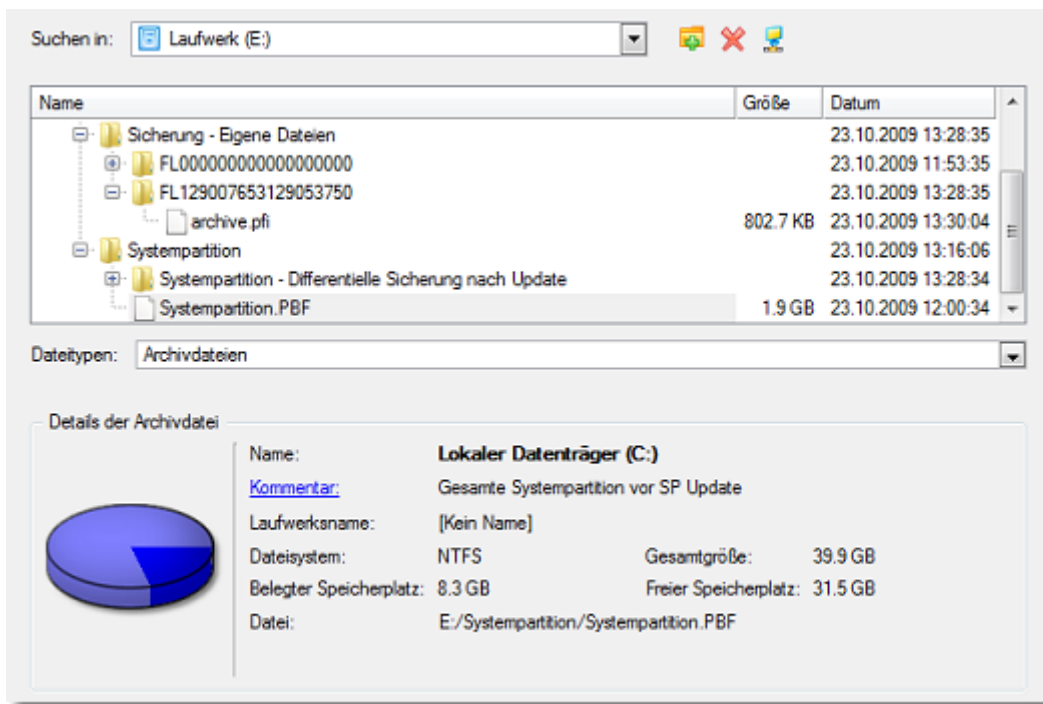 Suchen in: Laufwerk (E:)
Name Größe Datum
Sicherung - Eigene Dateien 23.10.2009 13:28:35
FL000000000000000000 23.10.2009 11:53:35
FL129007653129053750 23.10.2009 13:28:35
archive.pfi 802.7 KB 23.10.2009 13:30:04
Systempartition 23.10.2009 13:16:06
Systempartition - Differentielle Sicherung nach Update 23.10.2009 13:28:34
Systempartition.PBF 1.9 GB 23.10.2009 12:00:34
Dateitypen: Archivdateien
Details der Archivdatei
Name: Lokaler Datenträger (C:)
Kommentar: Gesamte Systempartition vor SP Update
Laufwerksname: [Kein Name]
Dateisystem: NTFS Gesamtgröße: 39.9 GB
Belegter Speicherplatz: 8.3 GB Freier Speicherplatz: 31.5 GB
Datei: E:/Systempartition/Systempartition.PBF